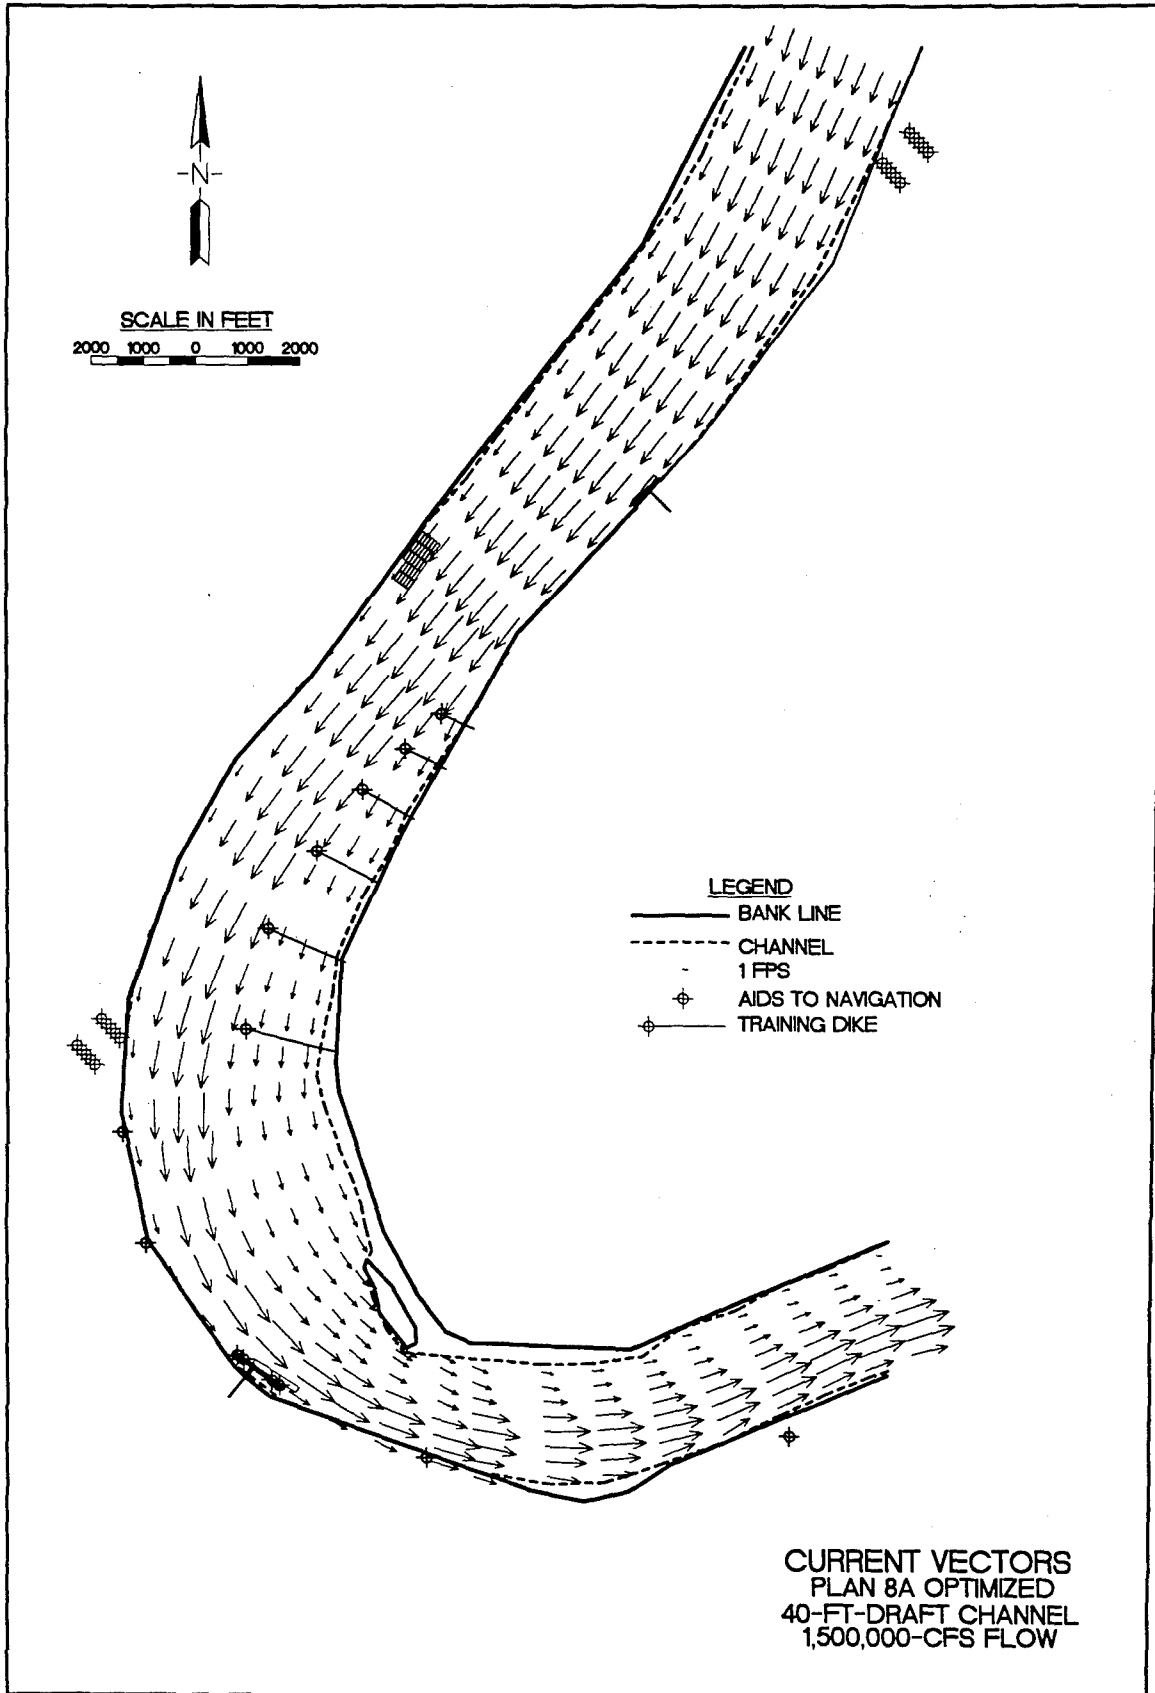 -N-
SCALE IN FEET
2000 1000 0 1000 2000
LEGEND
BANK LINE
CHANNEL
1 FPS
AIDS TO NAVIGATION
TRAINING DIKE
CURRENT VECTORS
PLAN 8A OPTIMIZED
40-FT-DRAFT CHANNEL
1,500,000-CFS FLOW